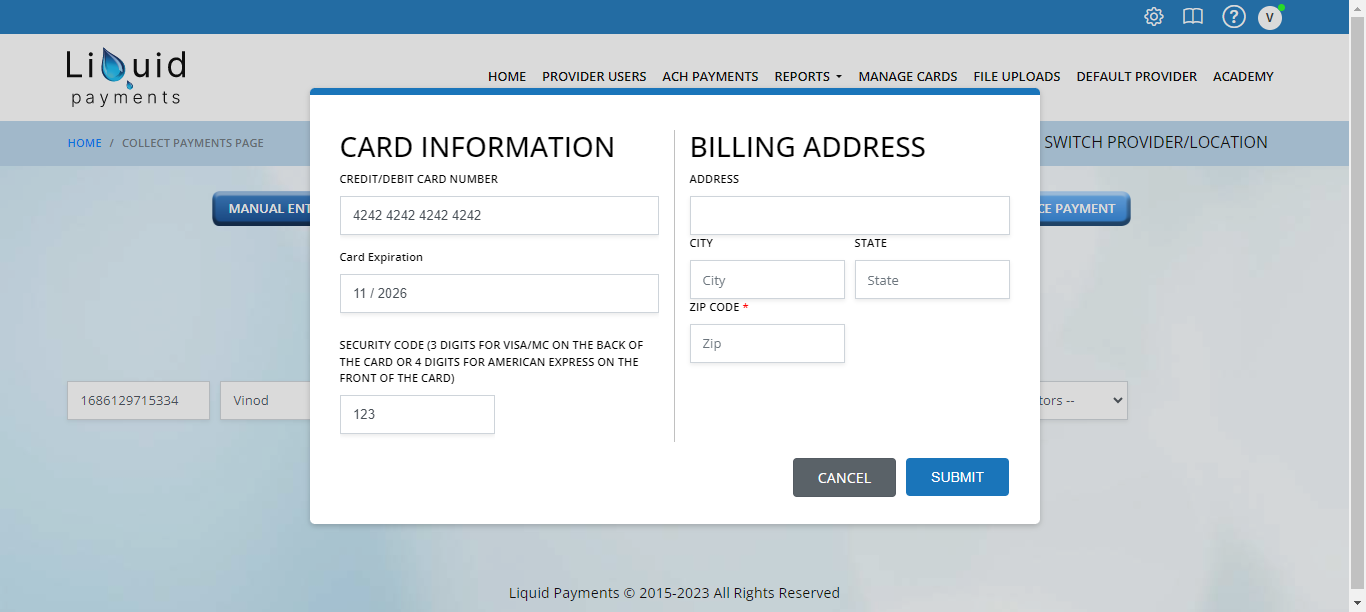 ?
V
Liquid
payments
HOME PROVIDER USERS ACH PAYMENTS REPORTS MANAGE CARDS FILE UPLOADS DEFAULT PROVIDER ACADEMY
HOME / COLLECT PAYMENTS PAGE
SWITCH PROVIDER/LOCATION
MANUAL ENT
CE PAYMENT
1686129715334
Vinod
tors --
CARD INFORMATION
CREDIT/DEBIT CARD NUMBER
4242 4242 4242 4242
Card Expiration
11 / 2026
SECURITY CODE (3 DIGITS FOR VISA/MC ON THE BACK OF
THE CARD OR 4 DIGITS FOR AMERICAN EXPRESS ON THE
FRONT OF THE CARD)
123
BILLING ADDRESS
ADDRESS
CITY STATE
City State
ZIP CODE *
Zip
CANCEL SUBMIT
Liquid Payments © 2015-2023 All Rights Reserved